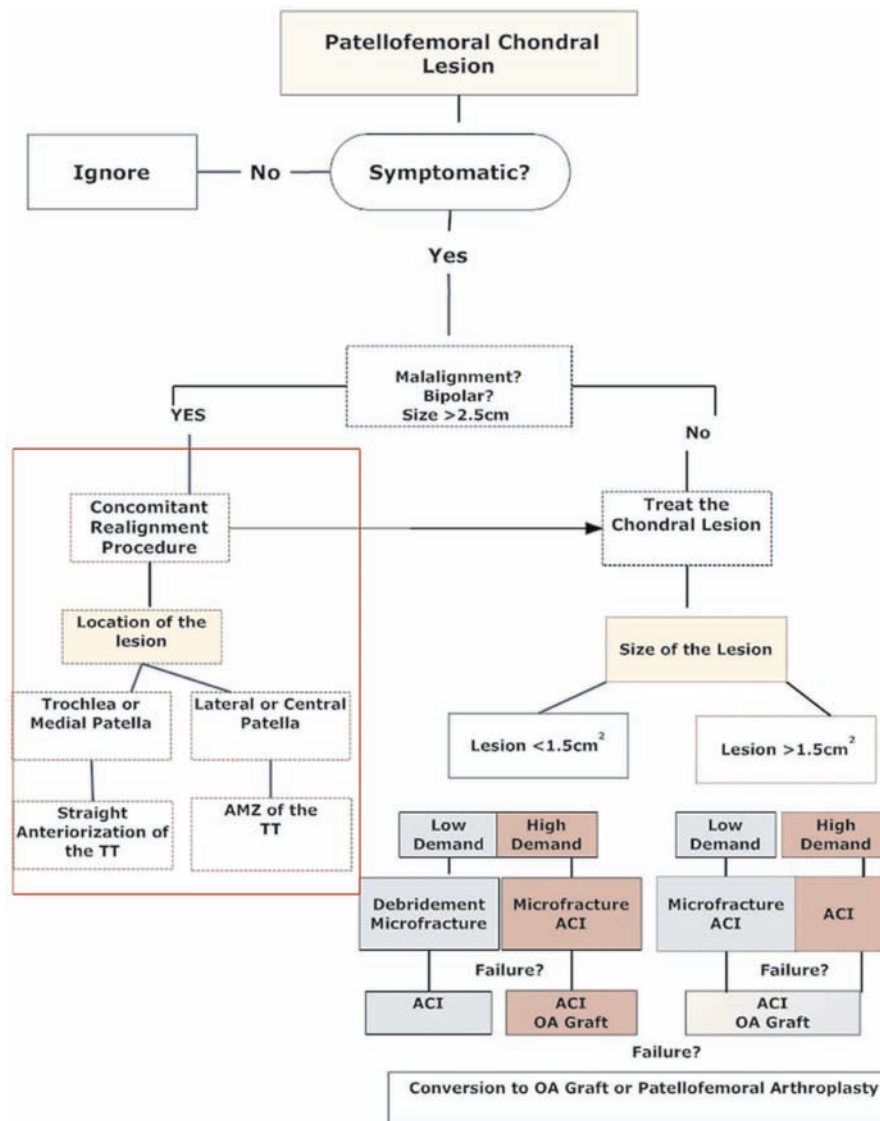 Patellofemoral Chondral
Lesion
Ignore
No
Symptomatic?
Yes
Malalignment?
Bipolar?
Size >2.5cm
YES
No
Concomitant
Realignment
Procedure
Treat the
Chondral Lesion
Location of the
lesion
Size of the Lesion
Trochlea or
Medial Patella
Lateral or Central
Patella
Lesion <1.5cm²
Lesion >1.5cm²
Straight
Anteriorization of
the TT
AMZ of the
TT
Low
Demand
High
Demand
Low
Demand
High
Demand
Debridement
Microfracture
Microfracture
ACI
Microfracture
ACI
ACI
Failure?
Failure?
ACI
ACI
OA Graft
ACI
OA Graft
Failure?
Conversion to OA Graft or Patellofemoral Arthroplasty